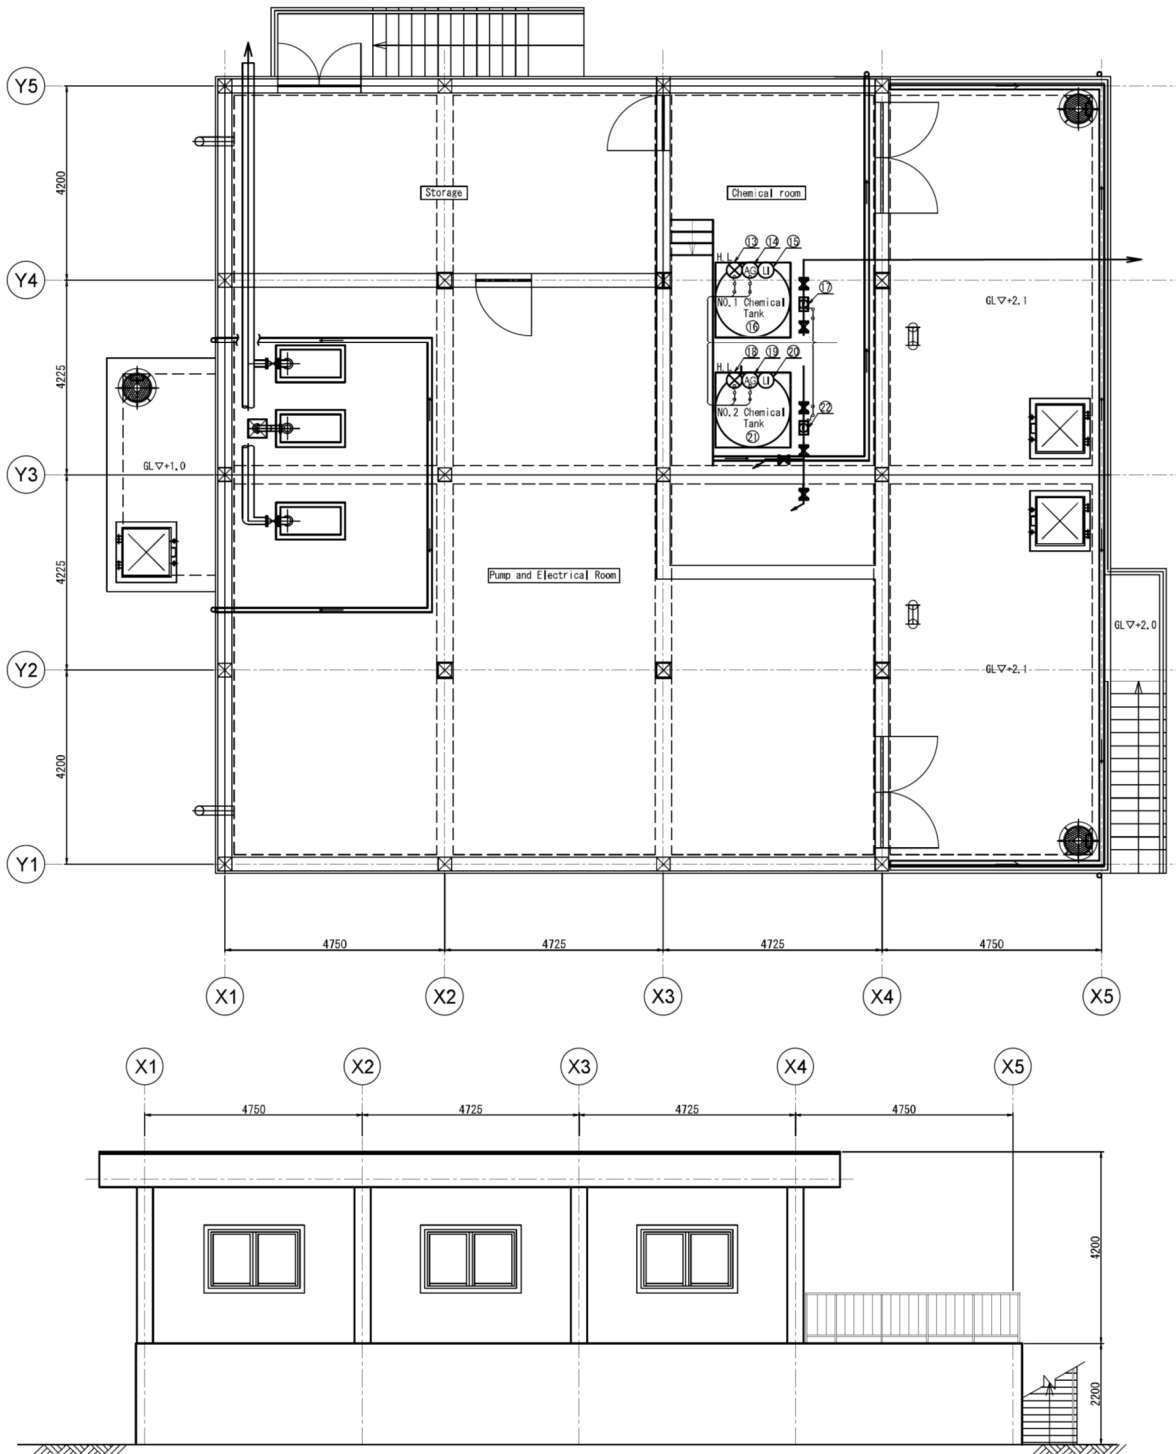 Y5
4200
Storage
Chemical room
⑬ ⑭ ⑮
H.L
AG LI
Y4
⑰
GL▽+2.1
NO.1 Chemical
Tank
⑯
4225
⑱ ⑲ ⑳
H.L
AG LI
㉒
NO.2 Chemical
Tank
㉑
GL▽+1.0
Y3
4225
Pump and Electrical Room
GL▽+2.0
Y2
GL▽+2.1
4200
Y1
4750 4725 4725 4750
X1 X2 X3 X4 X5
X1 X2 X3 X4 X5
4750 4725 4725 4750
4200
2200